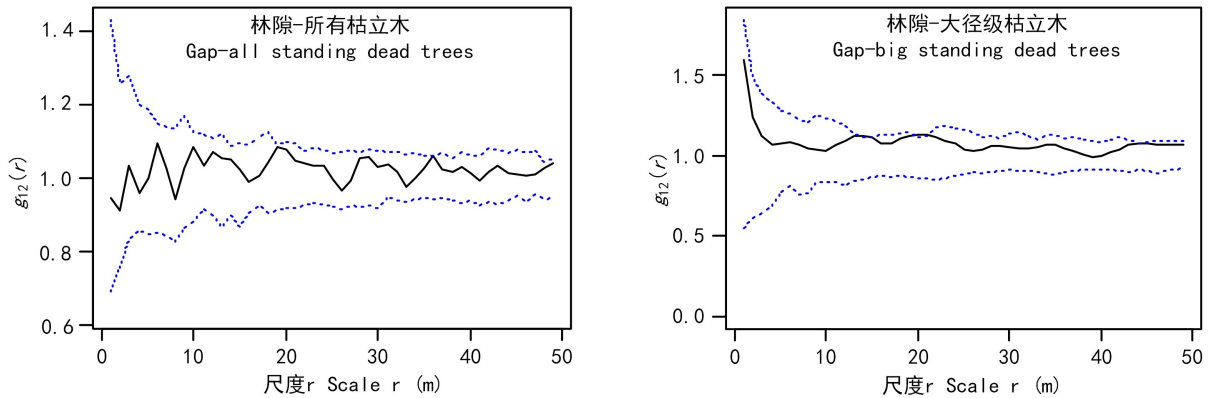 林隙-所有枯立木
Gap-all standing dead trees
1.4
1.2
1.0
0.8
0.6
g12(r)
0 10 20 30 40 50
尺度r Scale r (m)
林隙-大径级枯立木
Gap-big standing dead trees
1.5
1.0
0.5
0.0
g12(r)
0 10 20 30 40 50
尺度r Scale r (m)